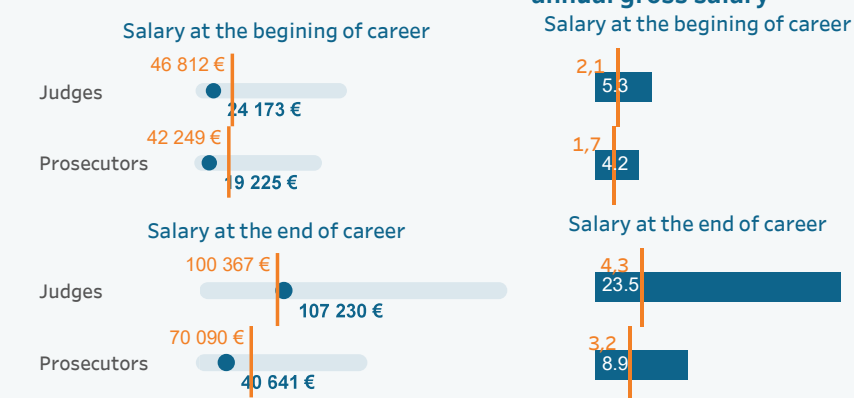 annual gross salary
Salary at the begining of career
46 812 €
Judges
24 173 €
42 249 €
Prosecutors
19 225 €
Salary at the end of career
100 367 €
Judges
107 230 €
70 090 €
Prosecutors
40 641 €
Salary at the begining of career
2,1
5.3
1,7
4.2
Salary at the end of career
4,3
23.5
3,2
8.9